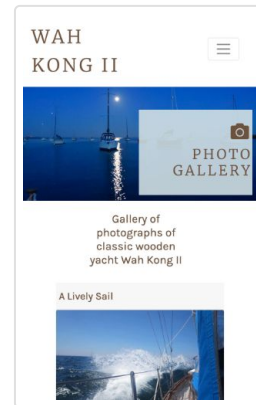 WAH
KONG II
PHOTO
GALLERY
Gallery of
photographs of
classic wooden
yacht Wah Kong II
A Lively Sail